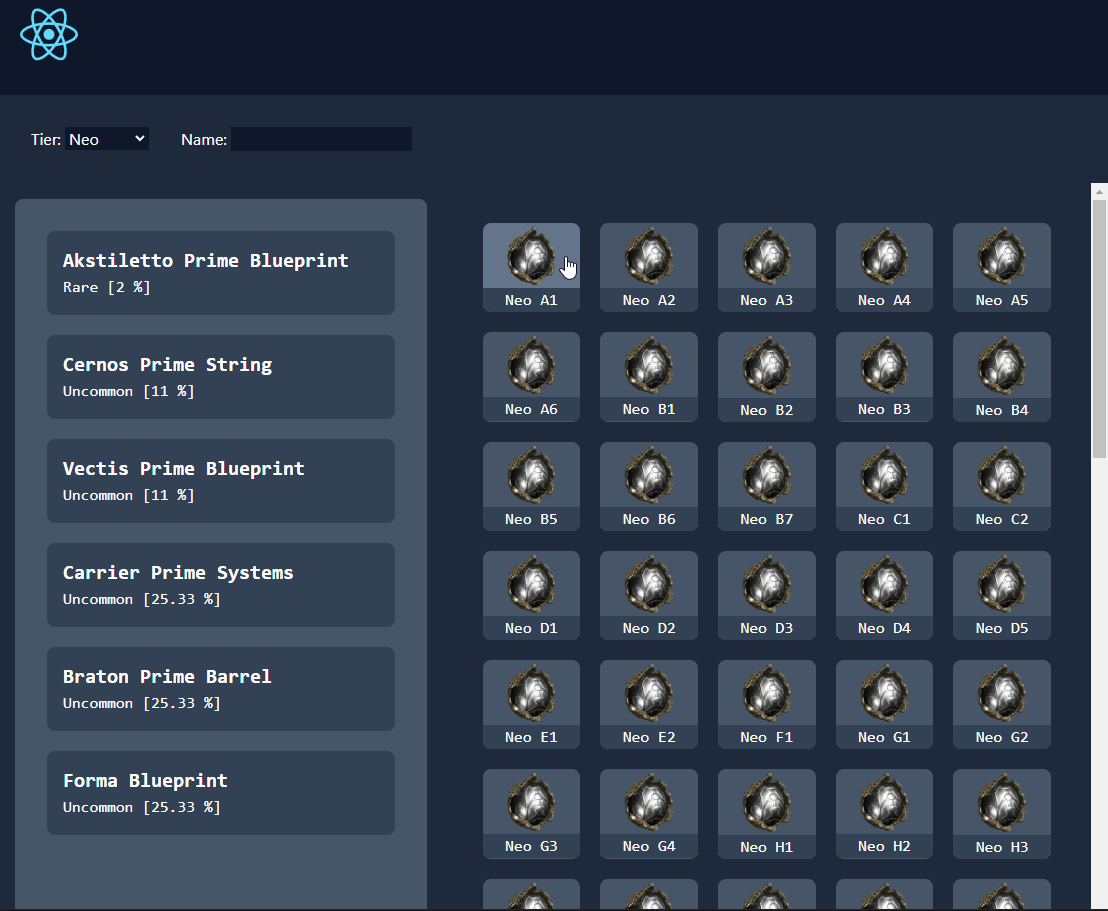 Tier: Neo Name:
Akstiletto Prime Blueprint
Rare [2 %]
Cernos Prime String
Uncommon [11 %]
Vectis Prime Blueprint
Uncommon [11 %]
Carrier Prime Systems
Uncommon [25.33 %]
Braton Prime Barrel
Uncommon [25.33 %]
Forma Blueprint
Uncommon [25.33 %]
Neo A1 Neo A2 Neo A3 Neo A4 Neo A5
Neo A6 Neo B1 Neo B2 Neo B3 Neo B4
Neo B5 Neo B6 Neo B7 Neo C1 Neo C2
Neo D1 Neo D2 Neo D3 Neo D4 Neo D5
Neo E1 Neo E2 Neo F1 Neo G1 Neo G2
Neo G3 Neo G4 Neo H1 Neo H2 Neo H3